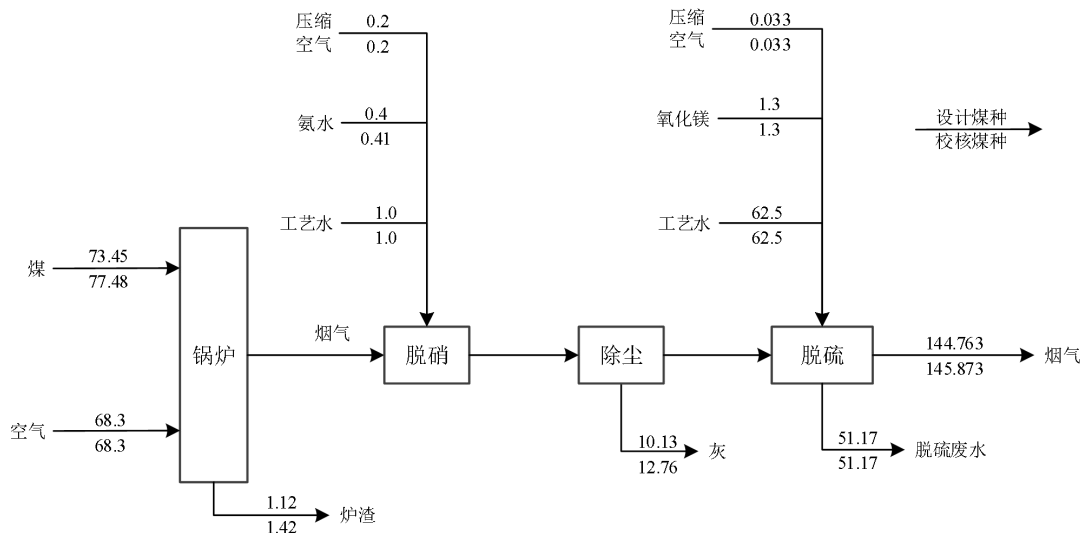 压缩
空气
0.2
0.2
压缩
空气
0.033
0.033
氨水
0.4
0.41
氧化镁
1.3
1.3
设计煤种
校核煤种
工艺水
1.0
1.0
工艺水
62.5
62.5
煤
73.45
77.48
锅炉
烟气
脱硝
除尘
脱硫
144.763
145.873
烟气
空气
68.3
68.3
10.13
12.76
灰
51.17
51.17
脱硫废水
1.12
1.42
炉渣